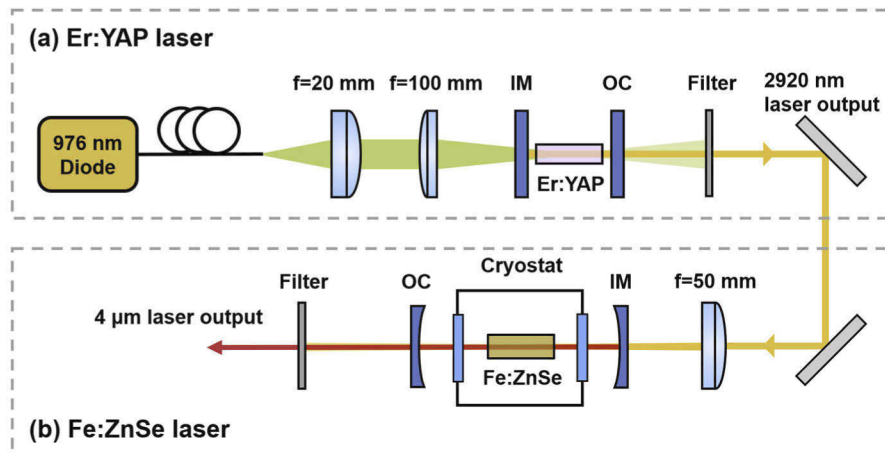 (a) Er:YAP laser
976 nm
Diode
f=20 mm
f=100 mm
IM
OC
Filter
2920 nm
laser output
Er:YAP
Filter
OC
Cryostat
IM
f=50 mm
4 μm laser output
Fe:ZnSe
(b) Fe:ZnSe laser